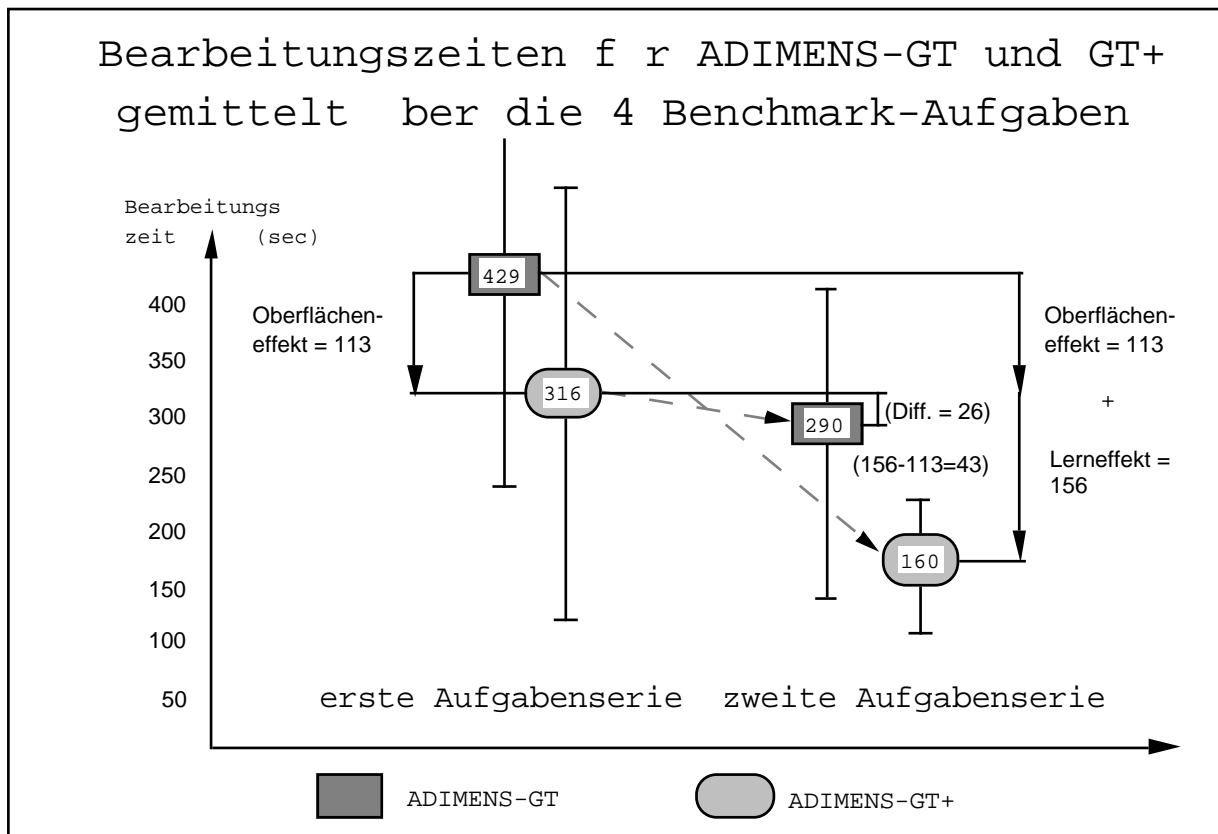 Bearbeitungszeiten f r ADIMENS-GT und GT+
gemittelt  ber die 4 Benchmark-Aufgaben
Bearbeitungs
zeit (sec)
400
350
300
250
200
150
100
50
Oberflächen-
effekt = 113
429
316
290
160
(Diff. = 26)
(156-113=43)
Oberflächen-
effekt = 113
+
Lerneffekt =
156
erste Aufgabenserie
zweite Aufgabenserie
ADIMENS-GT
ADIMENS-GT+